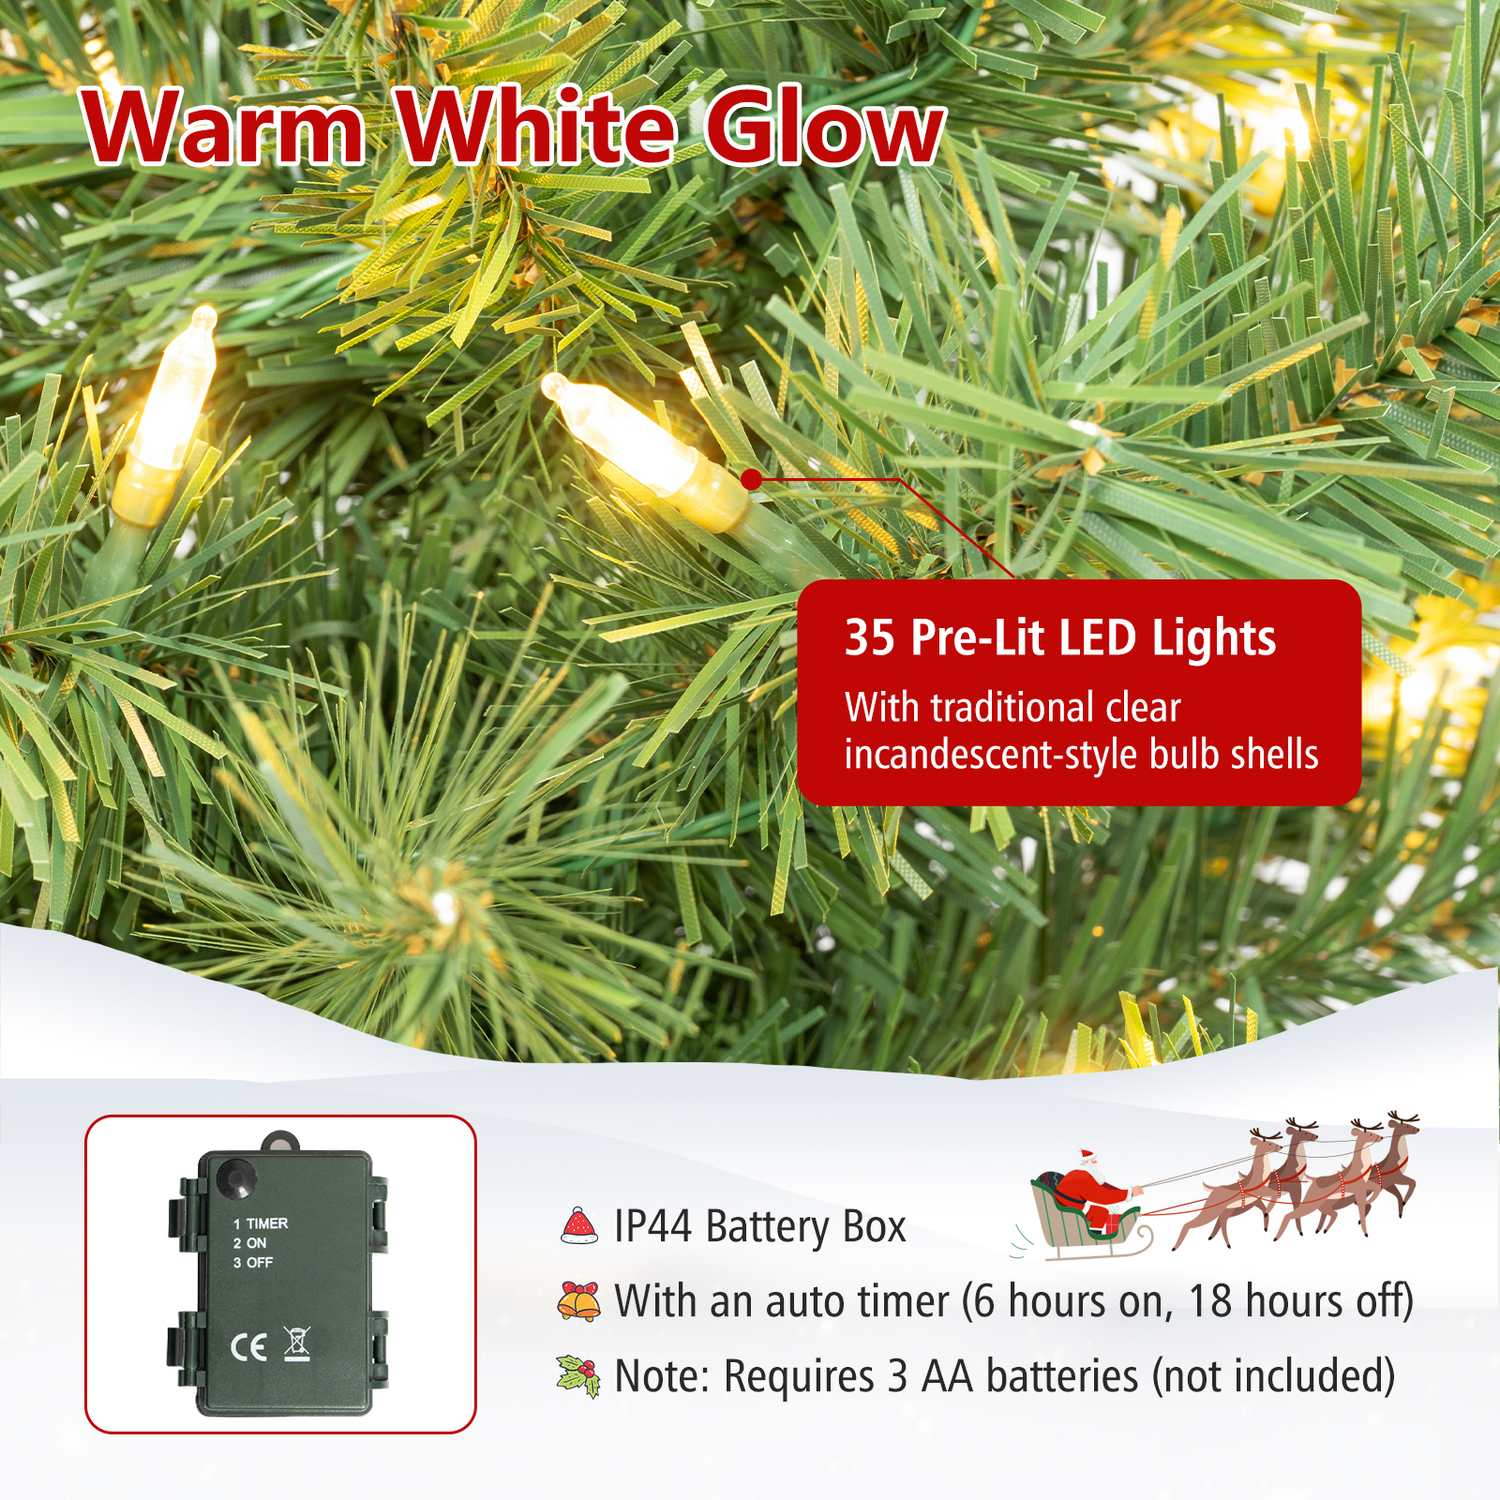 Warm White Glow
35 Pre-Lit LED Lights
With traditional clear
incandescent-style bulb shells
1 TIMER
2 ON
3 OFF
CE
IP44 Battery Box
With an auto timer (6 hours on, 18 hours off)
Note: Requires 3 AA batteries (not included)